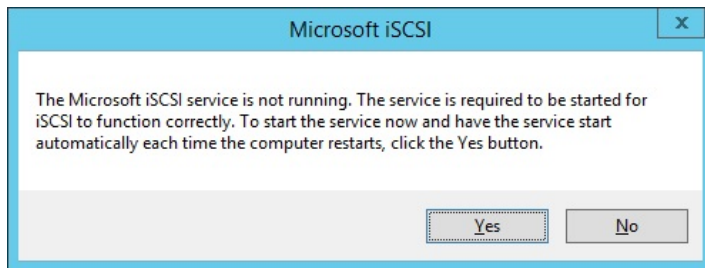 Microsoft iSCSI
x
The Microsoft iSCSI service is not running. The service is required to be started for
iSCSI to function correctly. To start the service now and have the service start
automatically each time the computer restarts, click the Yes button.
Yes
No